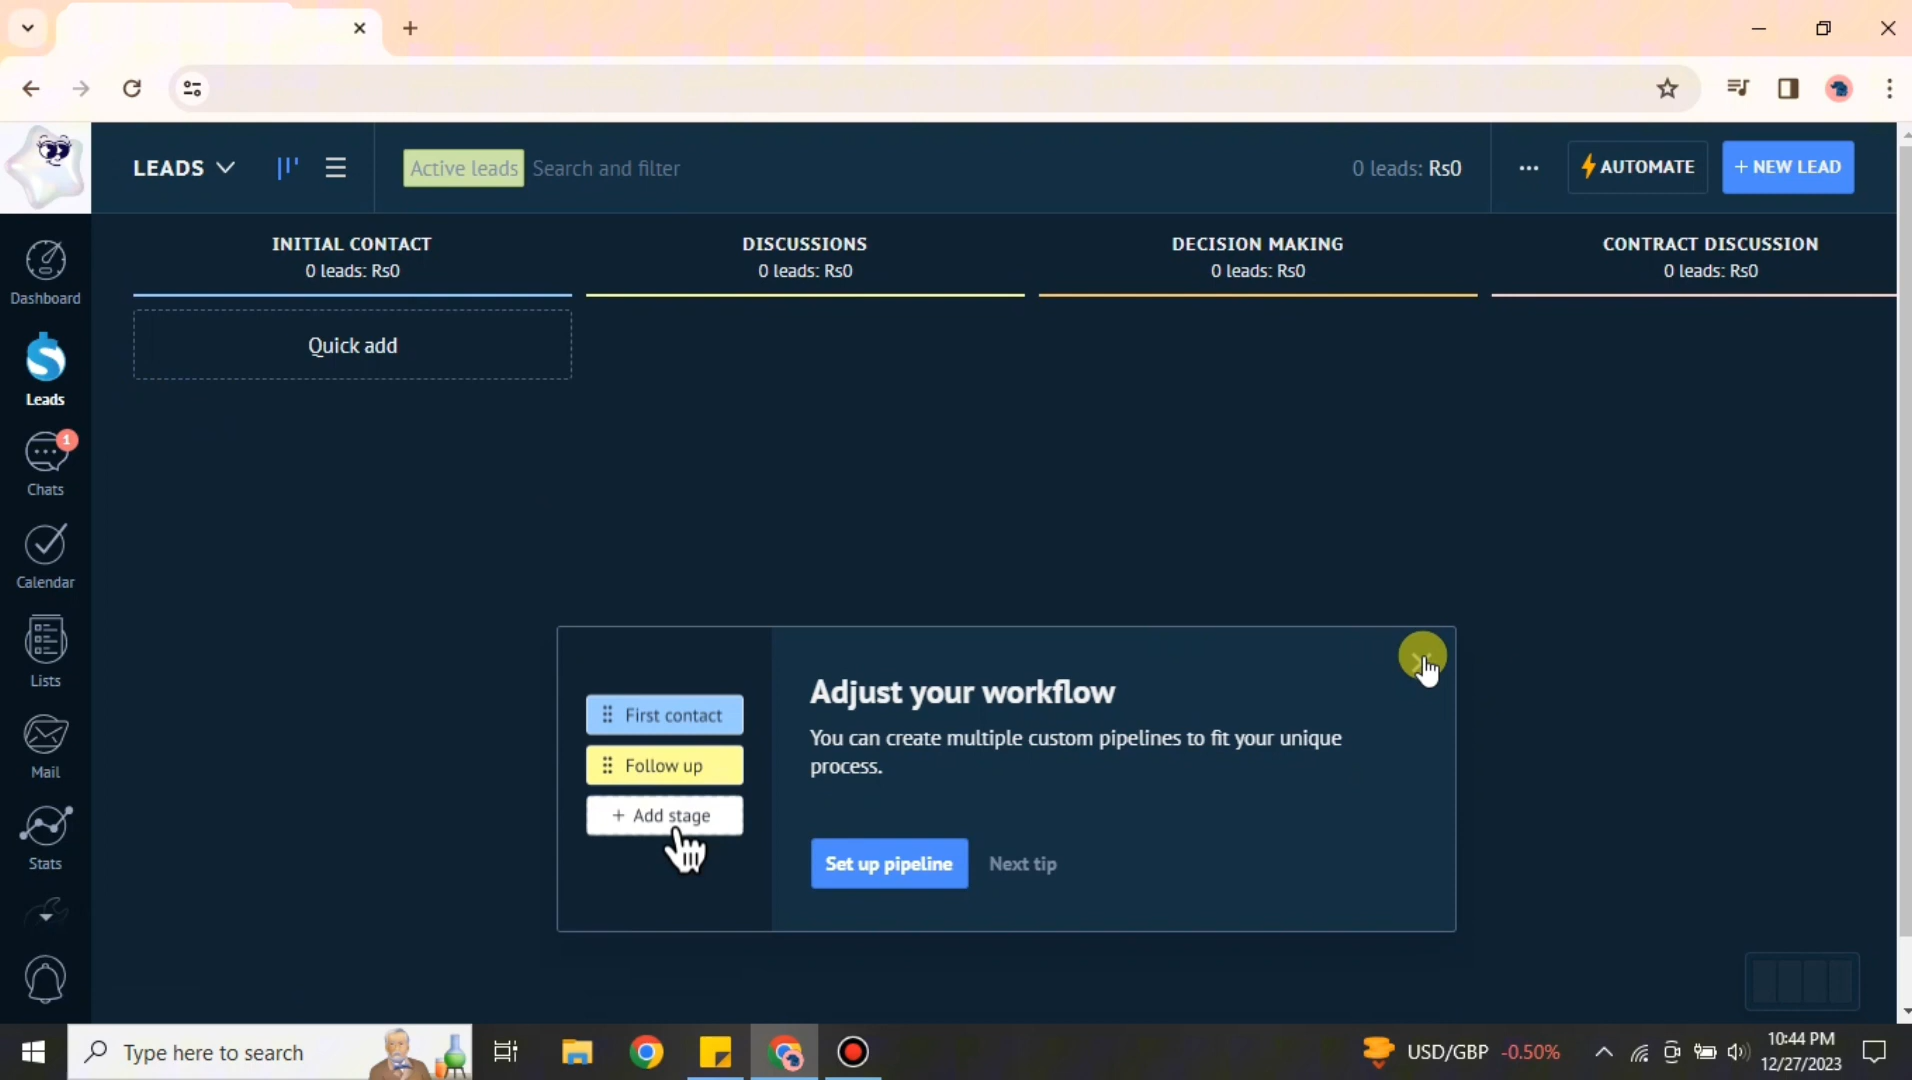 LEADS
Active leads
Search and filter
0 leads: Rs0
AUTOMATE
+ NEW LEAD
INITIAL CONTACT
0 leads: Rs0
DISCUSSIONS
0 leads: Rs0
DECISION MAKING
0 leads: Rs0
CONTRACT DISCUSSION
0 leads: Rs0
Quick add
Dashboard
Leads
1
Chats
Calendar
Lists
Mail
Stats
First contact
Follow up
+ Add stage
Adjust your workflow
You can create multiple custom pipelines to fit your unique
process.
Set up pipeline
Next tip
Type here to search
USD/GBP -0.50%
10:44 PM
12/27/2023